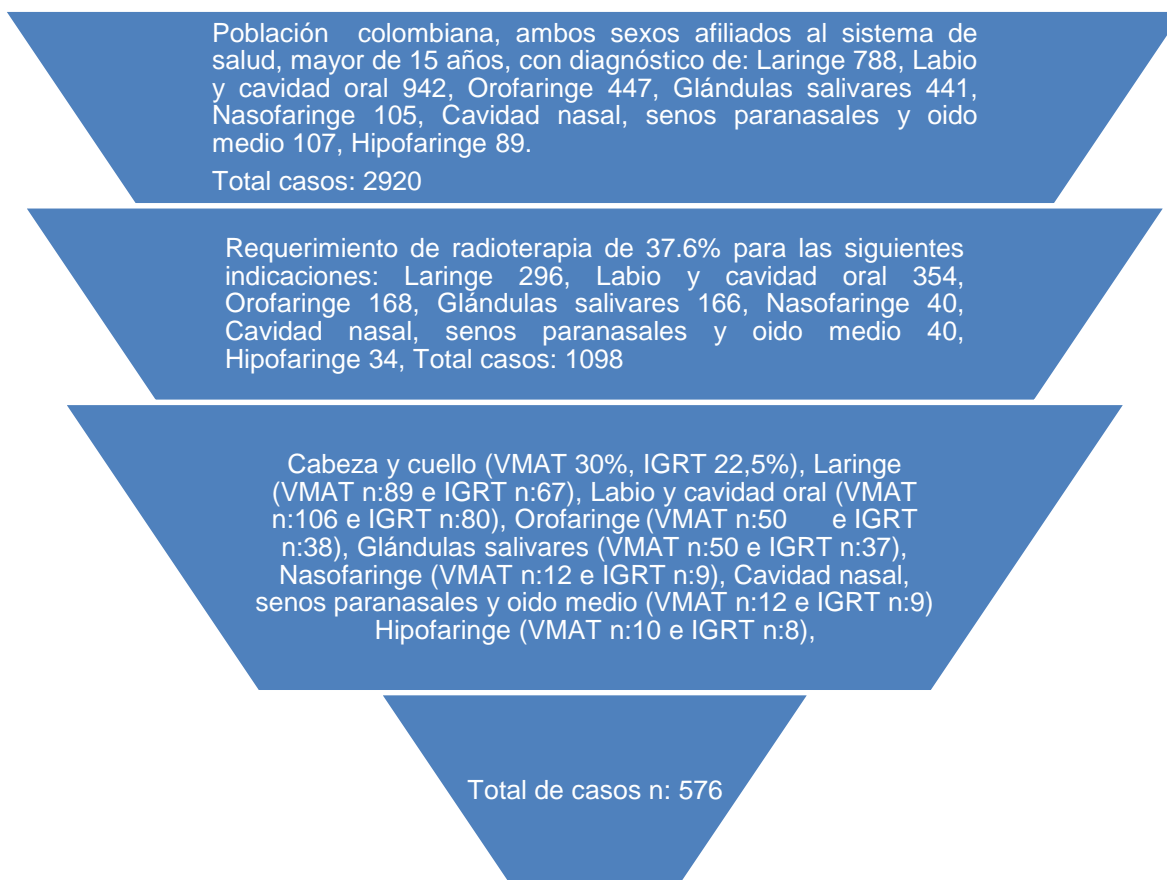 Población colombiana, ambos sexos afiliados al sistema de
salud, mayor de 15 años, con diagnóstico de: Laringe 788, Labio
y cavidad oral 942, Orofaringe 447, Glándulas salivares 441,
Nasofaringe 105, Cavidad nasal, senos paranasales y oido
medio 107, Hipofaringe 89.
Total casos: 2920
Requerimiento de radioterapia de 37.6% para las siguientes
indicaciones: Laringe 296, Labio y cavidad oral 354,
Orofaringe 168, Glándulas salivares 166, Nasofaringe 40,
Cavidad nasal, senos paranasales y oido medio 40,
Hipofaringe 34, Total casos: 1098
Cabeza y cuello (VMAT 30%, IGRT 22,5%), Laringe
(VMAT n:89 e IGRT n:67), Labio y cavidad oral (VMAT
n:106 e IGRT n:80), Orofaringe (VMAT n:50 e IGRT
n:38), Glándulas salivares (VMAT n:50 e IGRT n:37),
Nasofaringe (VMAT n:12 e IGRT n:9), Cavidad nasal,
senos paranasales y oido medio (VMAT n:12 e IGRT n:9)
Hipofaringe (VMAT n:10 e IGRT n:8),
Total de casos n: 576